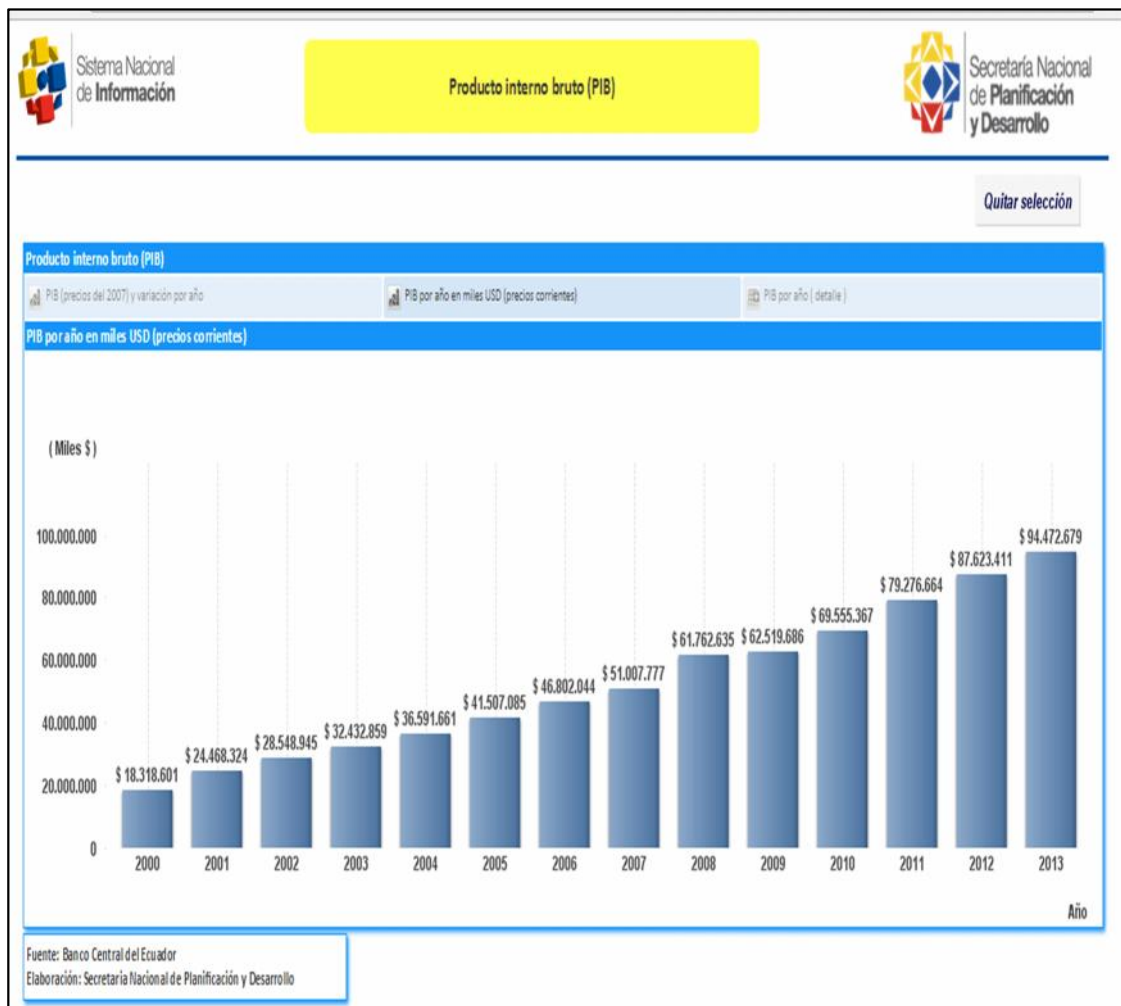 Sistema Nacional
de Información
Producto interno bruto (PIB)
Secretaría Nacional
de Planificación
y Desarrollo
Quitar selección
Producto interno bruto (PIB)
PIB (precios del 2007) y variación por año
PIB por año en miles USD (precios corrientes)
PIB por año ( detalle )
PIB por año en miles USD (precios corrientes)
( Miles $ )
100.000.000
80.000.000
60.000.000
40.000.000
20.000.000
0
$ 18.318.601
$ 24.468.324
$ 28.548.945
$ 32.432.859
$ 36.591.661
$ 41.507.085
$ 46.802.044
$ 51.007.777
$ 61.762.635
$ 62.519.686
$ 69.555.367
$ 79.276.664
$ 87.623.411
$ 94.472.679
2000 2001 2002 2003 2004 2005 2006 2007 2008 2009 2010 2011 2012 2013
Año
Fuente: Banco Central del Ecuador
Elaboración: Secretaria Nacional de Planificación y Desarrollo